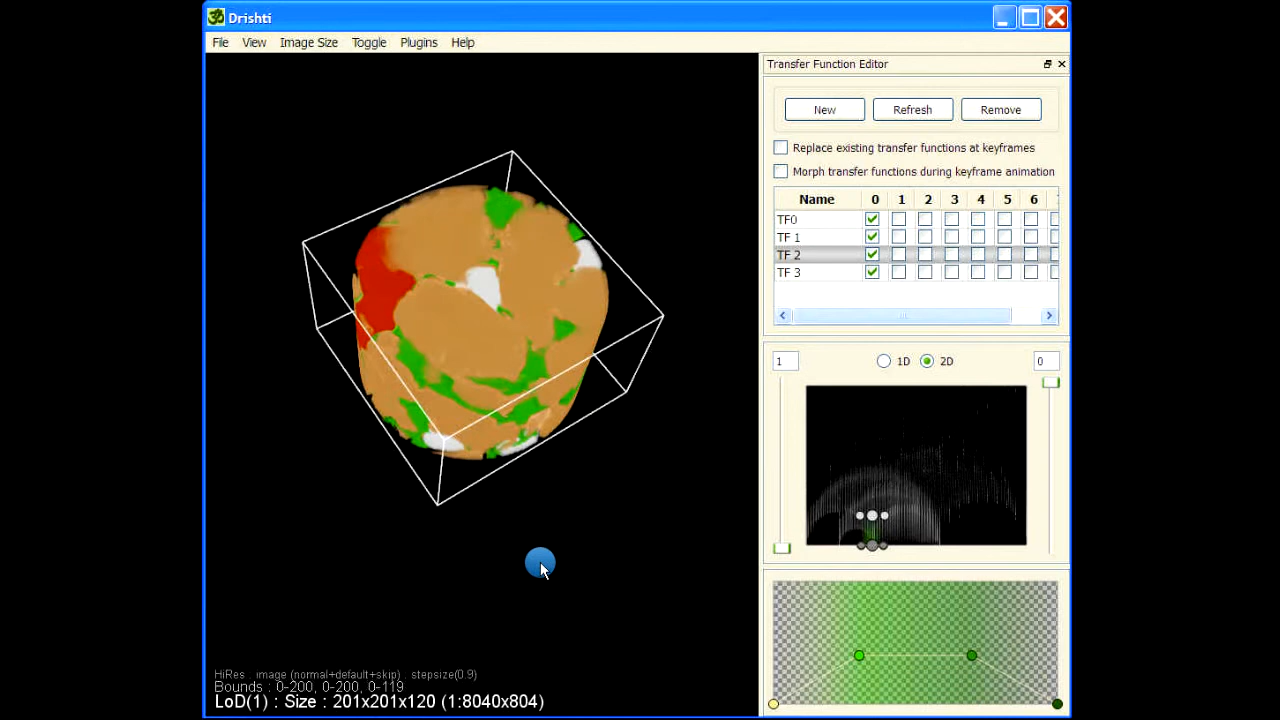 Drishti
File View Image Size Toggle Plugins Help
Transfer Function Editor
New Refresh Remove
Replace existing transfer functions at keyframes
Morph transfer functions during keyframe animation
Name 0 1 2 3 4 5 6
TF0
TF 1
TF 2
TF 3
1 1D 2D 0
HiRes . image (normal+default+skip) . stepsize(0.9)
Bounds : 0-200, 0-200, 0-119
LoD(1) : Size : 201x201x120 (1:8040x804)